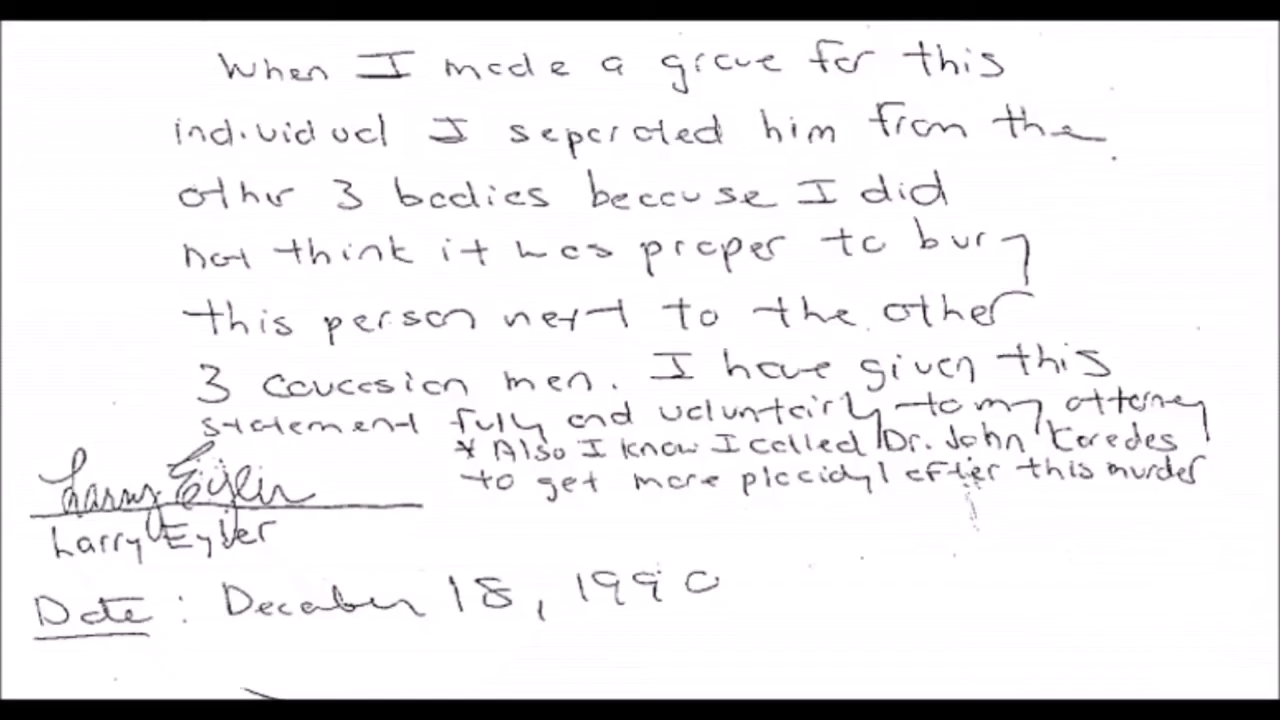 When I made a grave for this
individual I seperated him from the
other 3 bodies because I did
not think it was proper to bury
this person next to the other
3 caucasion men. I have given this
statement fully and voluntairly to my attorney
* Also I know I called Dr. John Karedes
to get more placidyl after this murder
Larry Eyler
Larry Eyler
Date: December 18, 1990